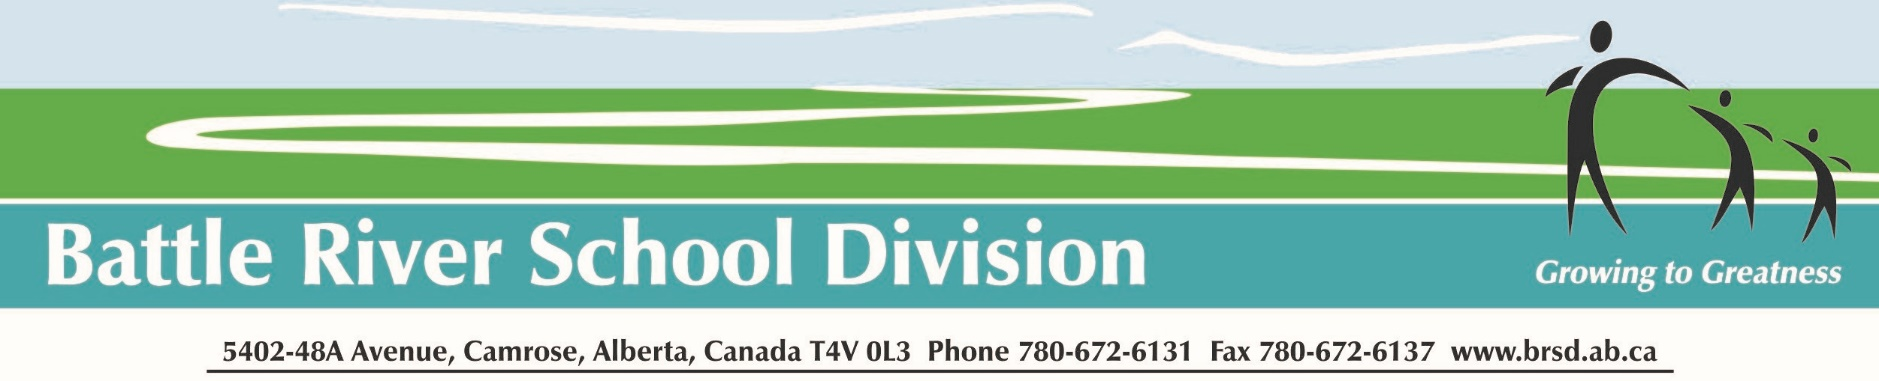 Battle River School Division
Growing to Greatness
5402-48A Avenue, Camrose, Alberta, Canada T4V 0L3 Phone 780-672-6131 Fax 780-672-6137 www.brsd.ab.ca